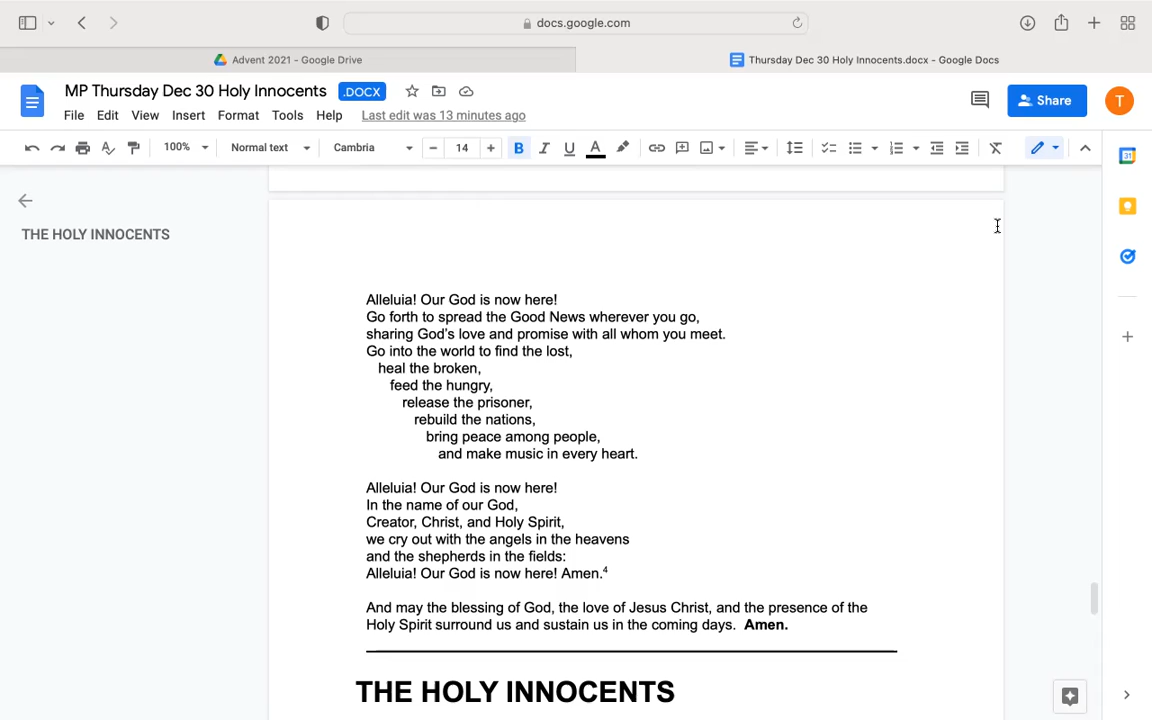 docs.google.com
Advent 2021 - Google Drive
Thursday Dec 30 Holy Innocents.docx - Google Docs
MP Thursday Dec 30 Holy Innocents .DOCX
File Edit View Insert Format Tools Help Last edit was 13 minutes ago
Share
T
100% Normal text Cambria 14 B I U A
31
THE HOLY INNOCENTS
Alleluia! Our God is now here!
Go forth to spread the Good News wherever you go,
sharing God's love and promise with all whom you meet.
Go into the world to find the lost,
heal the broken,
feed the hungry,
release the prisoner,
rebuild the nations,
bring peace among people,
and make music in every heart.
Alleluia! Our God is now here!
In the name of our God,
Creator, Christ, and Holy Spirit,
we cry out with the angels in the heavens
and the shepherds in the fields:
Alleluia! Our God is now here! Amen.⁴
And may the blessing of God, the love of Jesus Christ, and the presence of the
Holy Spirit surround us and sustain us in the coming days. Amen.
THE HOLY INNOCENTS